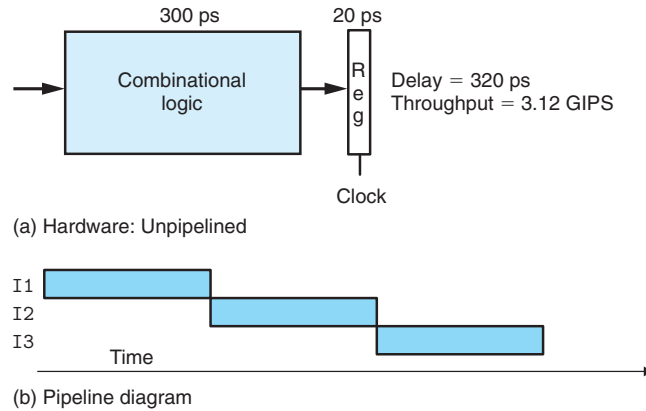 300 ps
20 ps
Combinational
logic
R
e
g
Delay = 320 ps
Throughput = 3.12 GIPS
Clock
(a) Hardware: Unpipelined
I1
I2
I3
Time
(b) Pipeline diagram